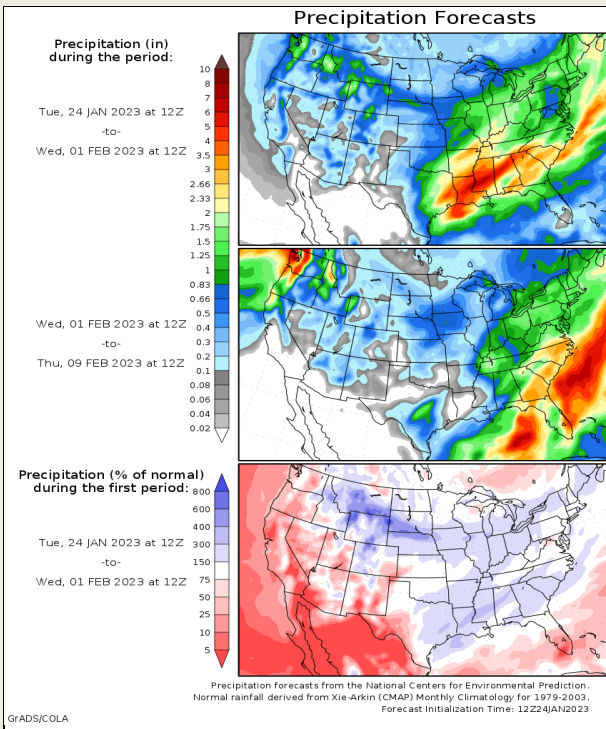 Precipitation Forecasts
Precipitation (in)
during the period:
Tue, 24 JAN 2023 at 12Z
-to-
Wed, 01 FEB 2023 at 12Z
10
8
7
6
5
4
3.5
3
2.66
2.33
2
1.75
1.5
1.25
1
0.83
0.66
0.5
0.4
0.3
0.2
0.1
0.08
0.06
0.04
0.02
Wed, 01 FEB 2023 at 12Z
-to-
Thu, 09 FEB 2023 at 12Z
Precipitation (% of normal)
during the first period:
Tue, 24 JAN 2023 at 12Z
-to-
Wed, 01 FEB 2023 at 12Z
800
600
400
300
150
75
50
25
10
5
Precipitation forecasts from the National Centers for Environmental Prediction.
Normal rainfall derived from Xie-Arkin (CMAP) Monthly Climatology for 1979-2003.
Forecast Initialization Time: 12Z24JAN2023
GrADS/COLA